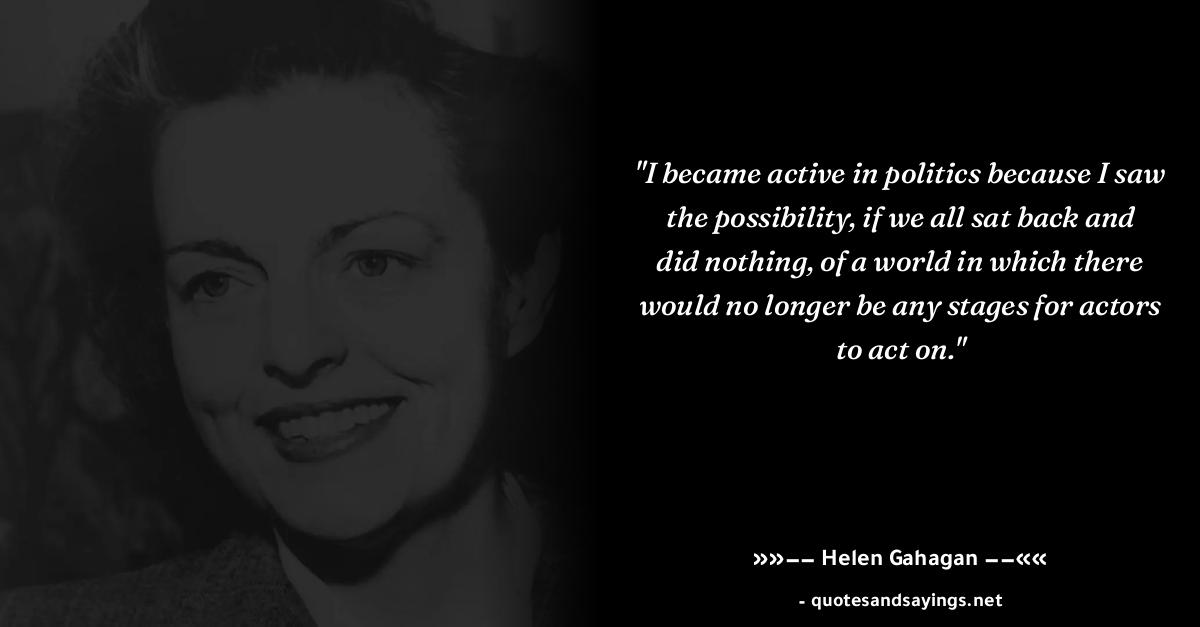 "I became active in politics because I saw
the possibility, if we all sat back and
did nothing, of a world in which there
would no longer be any stages for actors
to act on."
»»–– Helen Gahagan ––««
- quotesandsayings.net